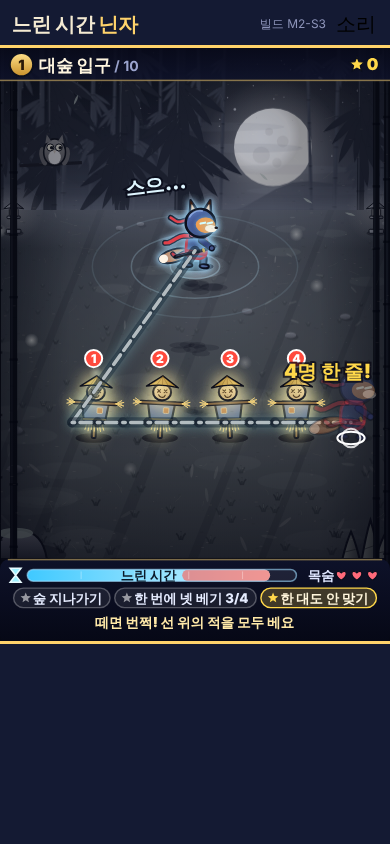 느린 시간 닌자 빌드 M2-S3 소리
1 대숲 입구 / 10 ★ 0
스으...
1 2 3 4
4명 한 줄!
느린 시간 목숨
★숲 지나가기 ★한 번에 넷 베기 3/4 ★한 대도 안 맞기
떼면 번쩍! 선 위의 적을 모두 베요